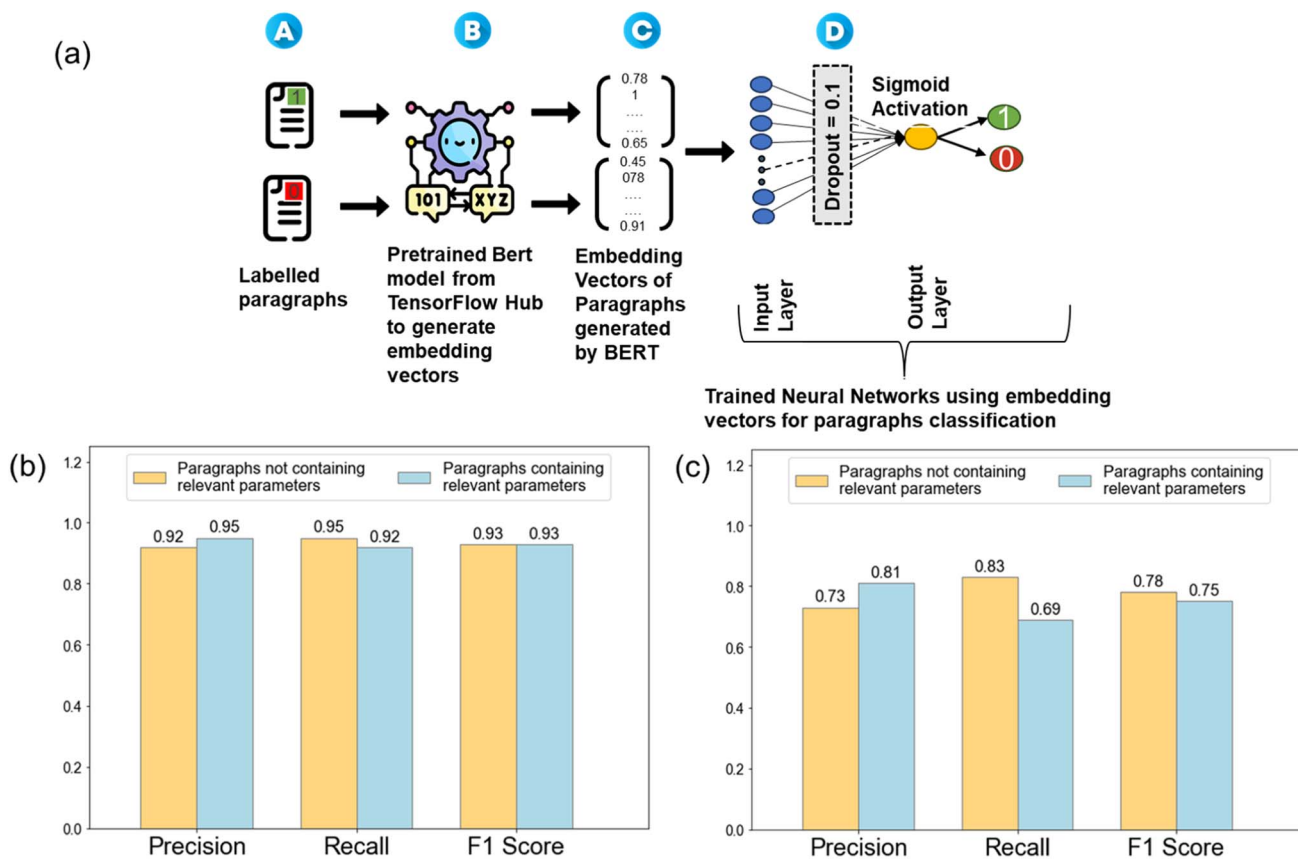 (a)
A
B
C
D
1
0
Labelled
paragraphs
101
XYZ
Pretrained Bert
model from
TensorFlow Hub
to generate
embedding
vectors
0.78
1
....
....
0.65
0.45
078
....
....
0.91
Embedding
Vectors of
Paragraphs
generated
by BERT
Dropout = 0.1
Sigmoid
Activation
1
0
Input
Layer
Output
Layer
Trained Neural Networks using embedding
vectors for paragraphs classification
(b)
Paragraphs not containing
relevant parameters
Paragraphs containing
relevant parameters
1.2
1.0
0.8
0.6
0.4
0.2
0.0
0.92
0.95
0.95
0.92
0.93
0.93
Precision
Recall
F1 Score
(c)
Paragraphs not containing
relevant parameters
Paragraphs containing
relevant parameters
1.2
1.0
0.8
0.6
0.4
0.2
0.0
0.73
0.81
0.83
0.69
0.78
0.75
Precision
Recall
F1 Score